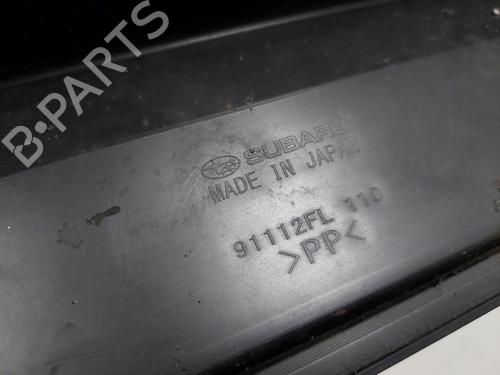 B-PARTS
SUBARU
MADE IN JAPAN
91112FL 110
>PP<